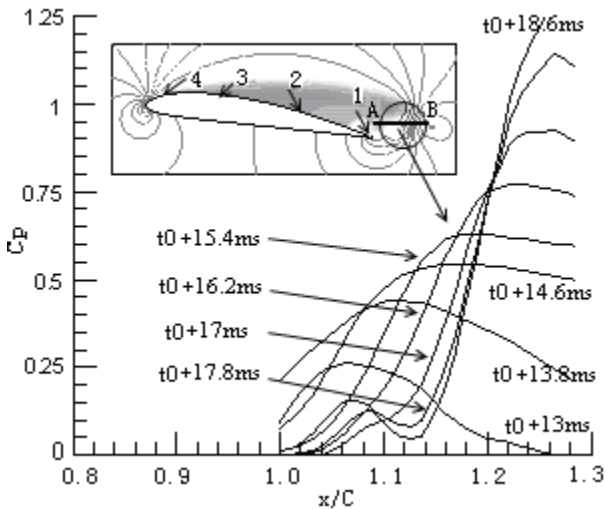 1.25
t0+18.6ms
4
3
2
1
A
B
1
0.75
Cp
t0+15.4ms
0.5
t0+16.2ms
t0+14.6ms
t0+17ms
0.25
t0+17.8ms
t0+13.8ms
t0+13ms
0
0.8
0.9
1.0
1.1
1.2
1.3
x/C